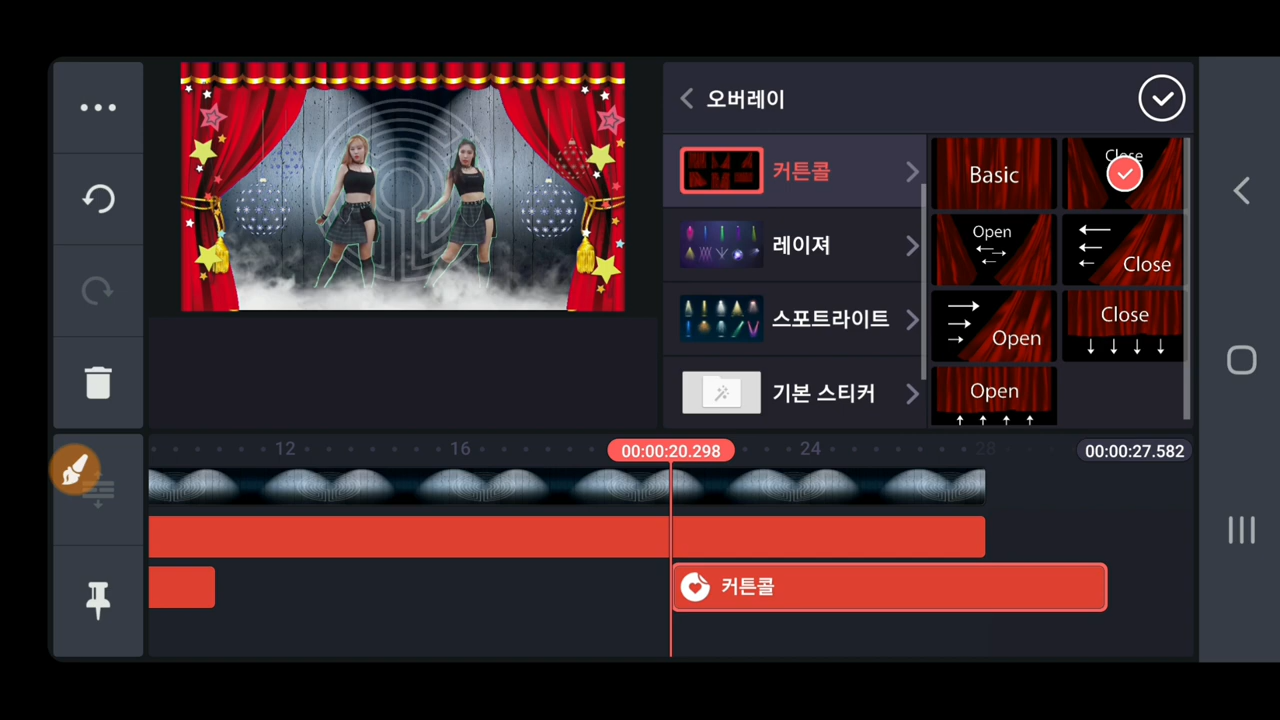 오버레이
커튼콜
레이져
스포트라이트
기본 스티커
Basic
Close
Open
Close
Open
Close
Open
12
16
00:00:20.298
24
28
00:00:27.582
커튼콜